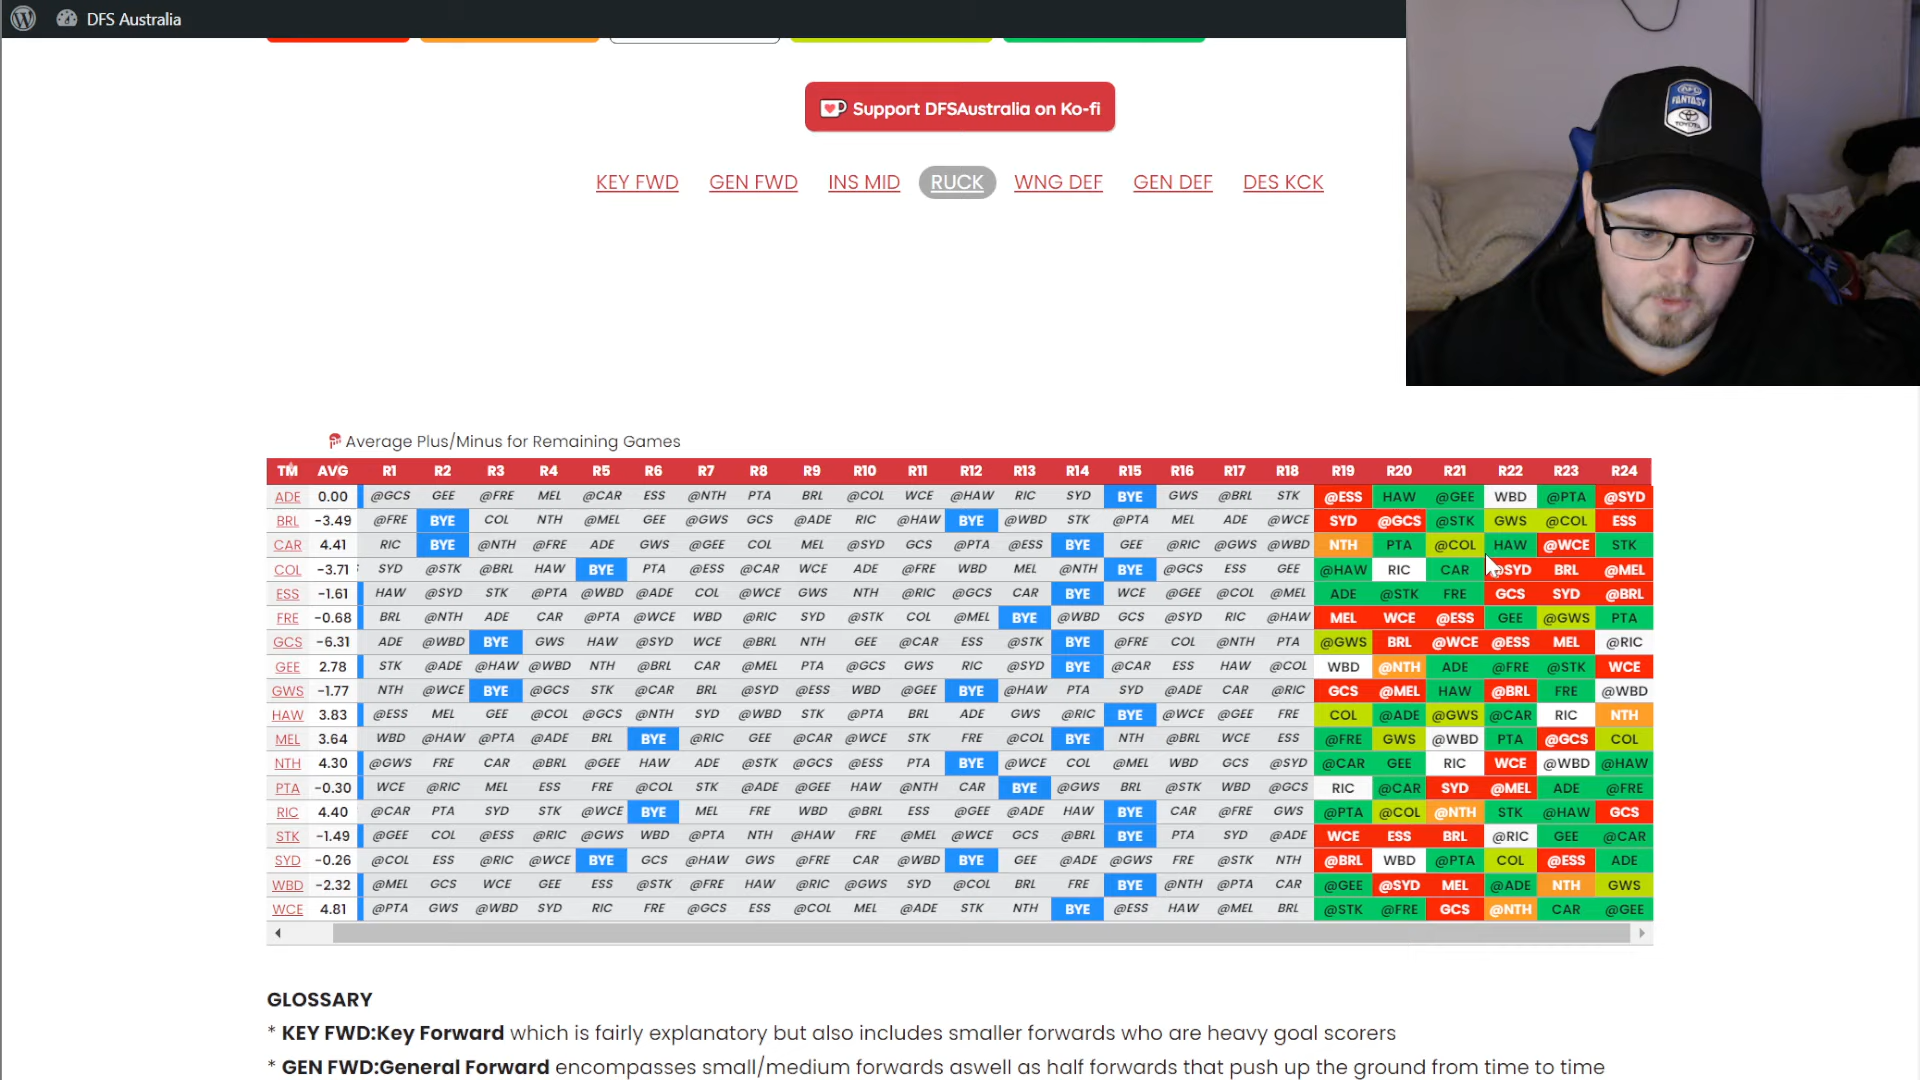 DFS Australia
AFL
FANTASY
TOYOTA
Support DFSAustralia on Ko-fi
KEY FWD GEN FWD INS MID RUCK WNG DEF GEN DEF DES KCK
Average Plus/Minus for Remaining Games
TM AVG R1 R2 R3 R4 R5 R6 R7 R8 R9 R10 R11 R12 R13 R14 R15 R16 R17 R18 R19 R20 R21 R22 R23 R24
ADE 0.00 @GCS GEE @FRE MEL @CAR ESS @NTH PTA BRL @COL WCE @HAW RIC SYD BYE GWS @BRL STK @ESS HAW @GEE WBD @PTA @SYD
BRL -3.49 @FRE BYE COL NTH @MEL GEE @GWS GCS @ADE RIC @HAW BYE @WBD STK @PTA MEL ADE @WCE SYD @GCS @STK GWS @COL ESS
CAR 4.41 RIC BYE @NTH @FRE ADE GWS @GEE COL MEL @SYD GCS @PTA @ESS BYE GEE @RIC @GWS @WBD NTH PTA @COL HAW @WCE STK
COL -3.71 SYD @STK @BRL HAW BYE PTA @ESS @CAR WCE ADE @FRE WBD MEL @NTH BYE @GCS ESS GEE @HAW RIC CAR @SYD BRL @MEL
ESS -1.61 HAW @SYD STK @PTA @WBD @ADE COL @WCE GWS NTH @RIC @GCS CAR BYE WCE @GEE @COL @MEL ADE @STK FRE GCS SYD @BRL
FRE -0.68 BRL @NTH ADE CAR @PTA @WCE WBD @RIC SYD @STK COL @MEL BYE @WBD GCS @SYD RIC @HAW MEL WCE @ESS GEE @GWS PTA
GCS -6.31 ADE @WBD BYE GWS HAW @SYD WCE @BRL NTH GEE @CAR ESS @STK BYE @FRE COL @NTH PTA @GWS BRL @WCE @ESS MEL @RIC
GEE 2.78 STK @ADE @HAW @WBD NTH @BRL CAR @MEL PTA @GCS GWS RIC @SYD BYE @CAR ESS HAW @COL WBD @NTH ADE @FRE @STK WCE
GWS -1.77 NTH @WCE BYE @GCS STK @CAR BRL @SYD @ESS WBD @GEE BYE @HAW PTA SYD @ADE CAR @RIC GCS @MEL HAW @BRL FRE @WBD
HAW 3.83 @ESS MEL GEE @COL @GCS @NTH SYD @WBD STK @PTA BRL ADE GWS @RIC BYE @WCE @GEE FRE COL @ADE @GWS @CAR RIC NTH
MEL 3.64 WBD @HAW @PTA @ADE BRL BYE @RIC GEE @CAR @WCE STK FRE @COL BYE NTH @BRL WCE ESS @FRE GWS @WBD PTA @GCS COL
NTH 4.30 @GWS FRE CAR @BRL @GEE HAW ADE @STK @GCS @ESS PTA BYE @WCE COL @MEL WBD GCS @SYD @CAR GEE RIC WCE @WBD @HAW
PTA -0.30 WCE @RIC MEL ESS FRE @COL STK @ADE @GEE HAW @NTH CAR BYE @GWS BRL @STK WBD @GCS RIC @CAR SYD @MEL ADE @FRE
RIC 4.40 @CAR PTA SYD STK @WCE BYE MEL FRE WBD @BRL ESS @GEE @ADE HAW BYE CAR @FRE GWS @PTA @COL @NTH STK @HAW GCS
STK -1.49 @GEE COL @ESS @RIC @GWS WBD @PTA NTH @HAW FRE @MEL @WCE GCS @BRL BYE PTA SYD @ADE WCE ESS BRL @RIC GEE @CAR
SYD -0.26 @COL ESS @RIC @WCE BYE GCS @HAW GWS @FRE CAR @WBD BYE GEE @ADE @GWS FRE @STK NTH @BRL WBD @PTA COL @ESS ADE
WBD -2.32 @MEL GCS WCE GEE ESS @STK @FRE HAW @RIC @GWS SYD @COL BRL FRE BYE @NTH @PTA CAR @GEE @SYD MEL @ADE NTH GWS
WCE 4.81 @PTA GWS @WBD SYD RIC FRE @GCS ESS @COL MEL @ADE STK NTH BYE @ESS HAW @MEL BRL @STK @FRE GCS @NTH CAR @GEE
GLOSSARY
* KEY FWD:Key Forward which is fairly explanatory but also includes smaller forwards who are heavy goal scorers
* GEN FWD:General Forward encompasses small/medium forwards aswell as half forwards that push up the ground from time to time